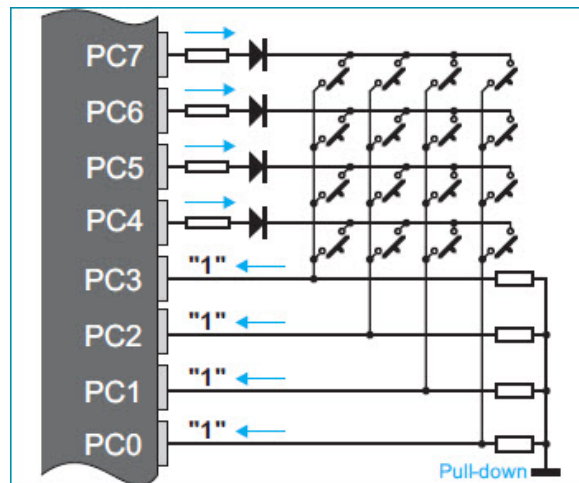 PC7
PC6
PC5
PC4
PC3 "1"
PC2 "1"
PC1 "1"
PC0 "1"
Pull-down